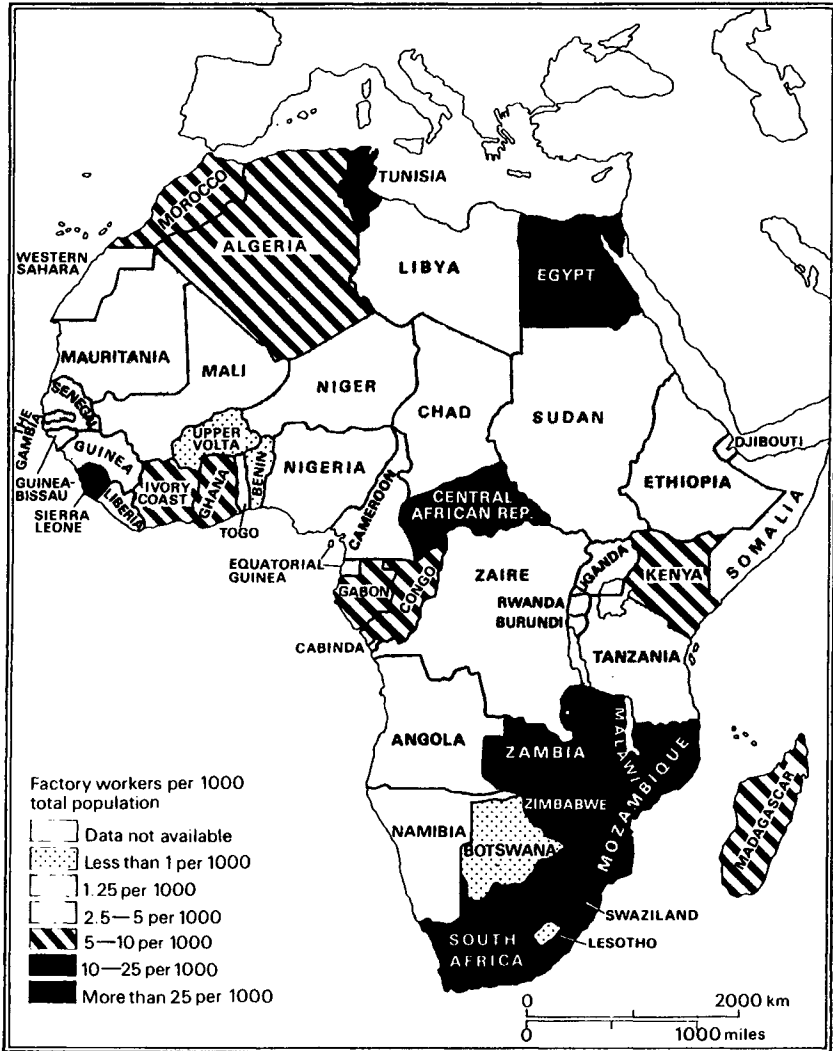 TUNISIA
MOROCCO
ALGERIA
LIBYA
EGYPT
WESTERN
SAHARA
MAURITANIA
MALI
NIGER
CHAD
SUDAN
SENEGAL
THE
GAMBIA
GUINEA
GUINEA-
BISSAU
SIERRA
LEONE
LIBERIA
IVORY
COAST
UPPER
VOLTA
GHANA
TOGO
BENIN
NIGERIA
CAMEROON
CENTRAL
AFRICAN REP.
DJIBOUTI
ETHIOPIA
SOMALIA
EQUATORIAL
GUINEA
GABON
CONGO
ZAIRE
UGANDA
KENYA
RWANDA
BURUNDI
CABINDA
TANZANIA
ANGOLA
ZAMBIA
MALAWI
MOZAMBIQUE
ZIMBABWE
NAMIBIA
BOTSWANA
MADAGASCAR
SWAZILAND
LESOTHO
SOUTH
AFRICA
Factory workers per 1000
total population
Data not available
Less than 1 per 1000
1.25 per 1000
2.5—5 per 1000
5—10 per 1000
10—25 per 1000
More than 25 per 1000
0 2000 km
0 1000 miles